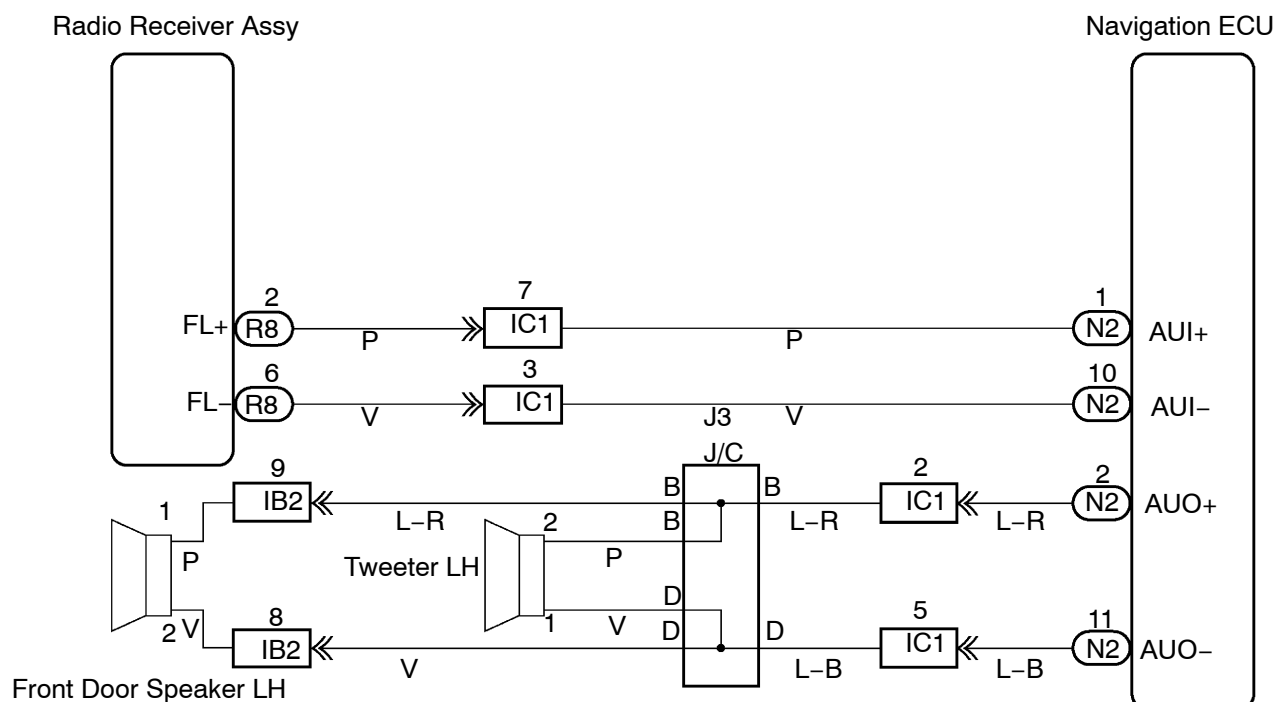 Radio Receiver Assy
Navigation ECU
2
7
1
FL+
R8
P
IC1
P
N2
AUI+
6
3
10
FL−
R8
V
IC1
J3
V
N2
AUI−
J/C
9
2
2
1
IB2
L−R
B
B
B
L−R
IC1
L−R
N2
AUO+
P
Tweeter LH
2
P
1
V
D
D
D
2
V
8
5
11
IB2
V
L−B
IC1
L−B
N2
AUO−
Front Door Speaker LH